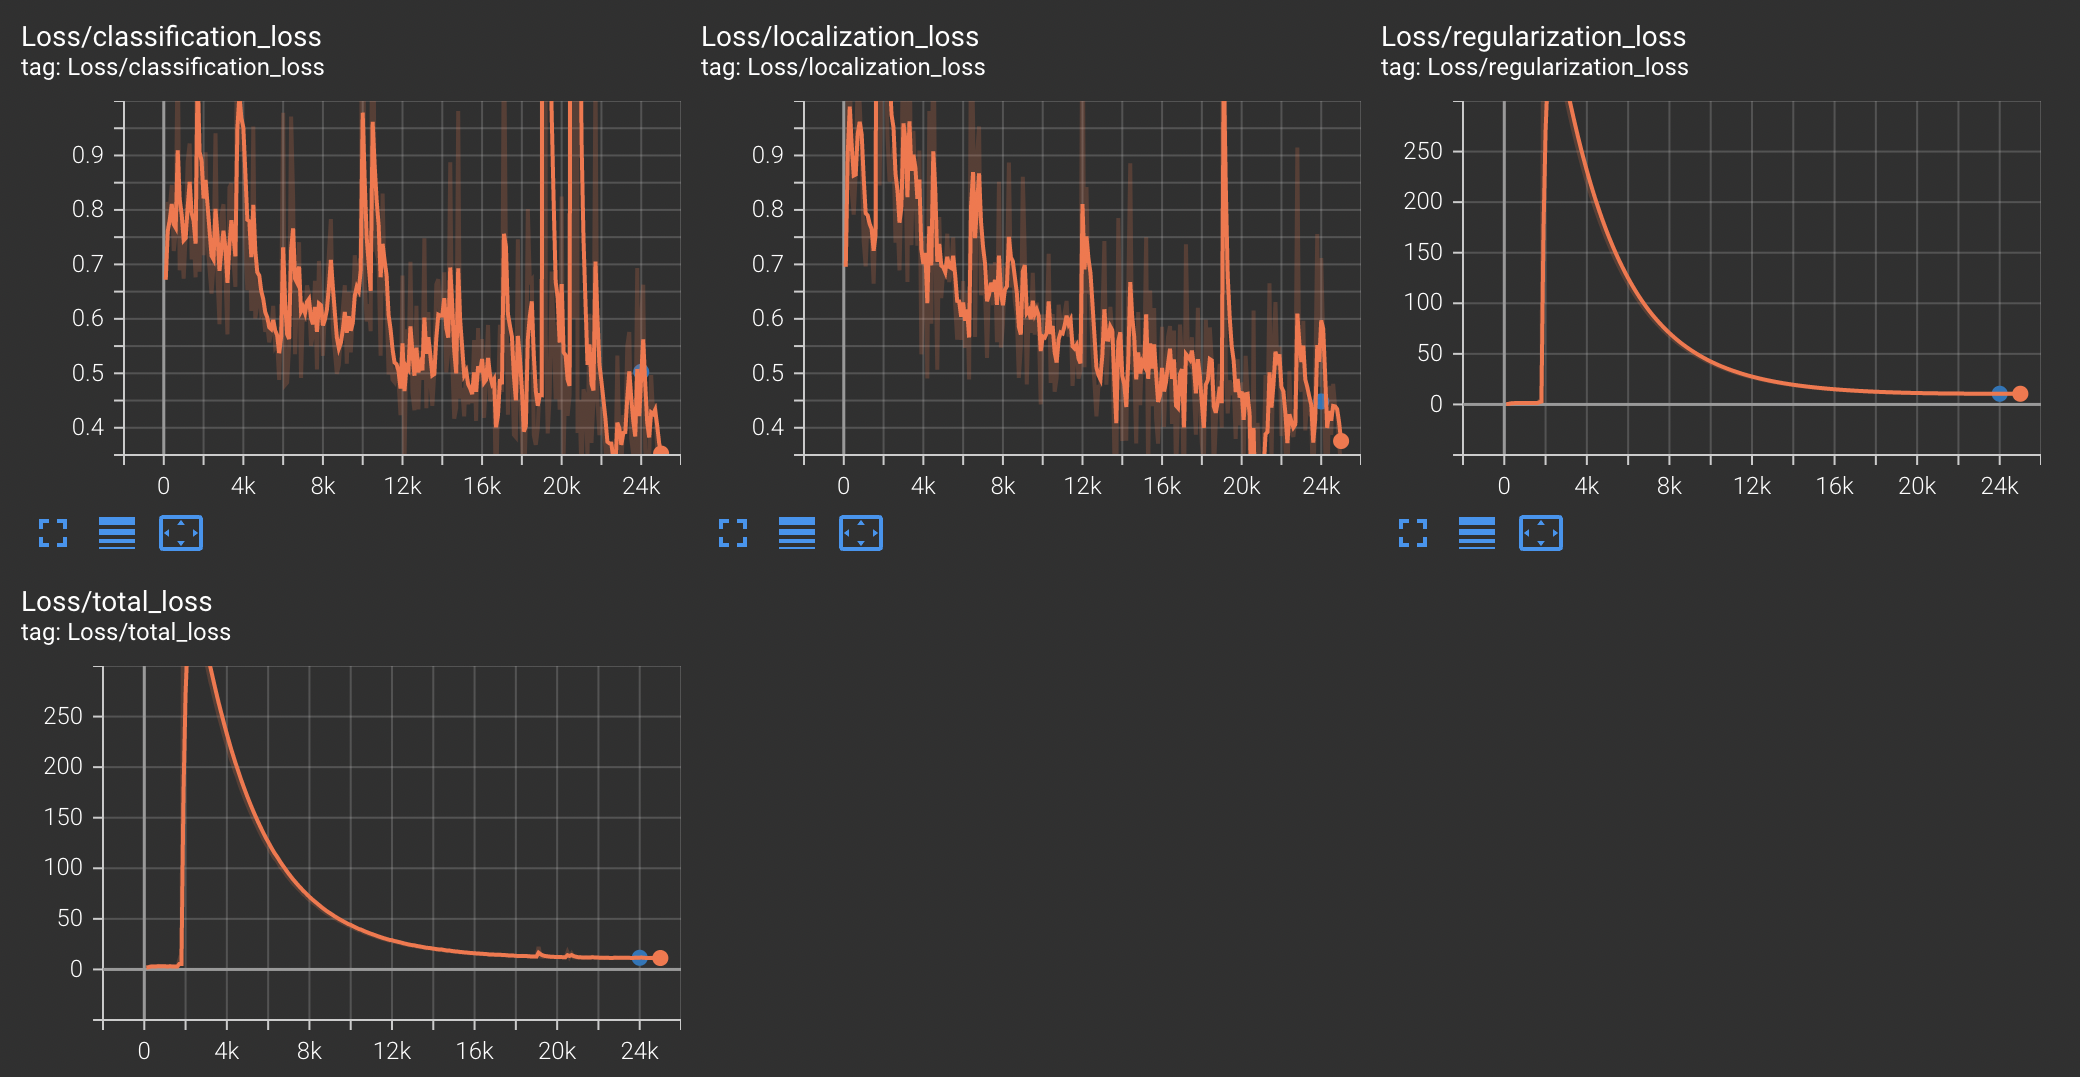 Loss/classification_loss
tag: Loss/classification_loss
0.9
0.8
0.7
0.6
0.5
0.4
0 4k 8k 12k 16k 20k 24k
Loss/localization_loss
tag: Loss/localization_loss
0.9
0.8
0.7
0.6
0.5
0.4
0 4k 8k 12k 16k 20k 24k
Loss/regularization_loss
tag: Loss/regularization_loss
250
200
150
100
50
0
0 4k 8k 12k 16k 20k 24k
Loss/total_loss
tag: Loss/total_loss
250
200
150
100
50
0
0 4k 8k 12k 16k 20k 24k